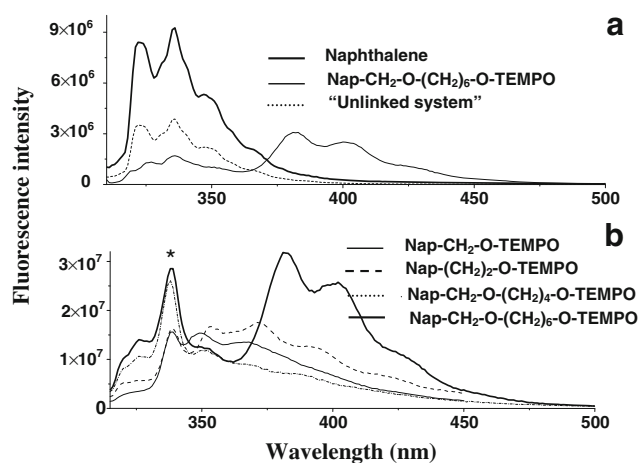 a
9×10⁶
6×10⁶
3×10⁶
0
Naphthalene
Nap-CH₂-O-(CH₂)₆-O-TEMPO
“Unlinked system”
350 400 450 500
Fluorescence intensity
b
*
3×10⁷
2×10⁷
1×10⁷
0
Nap-CH₂-O-TEMPO
Nap-(CH₂)₂-O-TEMPO
Nap-CH₂-O-(CH₂)₄-O-TEMPO
Nap-CH₂-O-(CH₂)₆-O-TEMPO
350 400 450 500
Wavelength (nm)